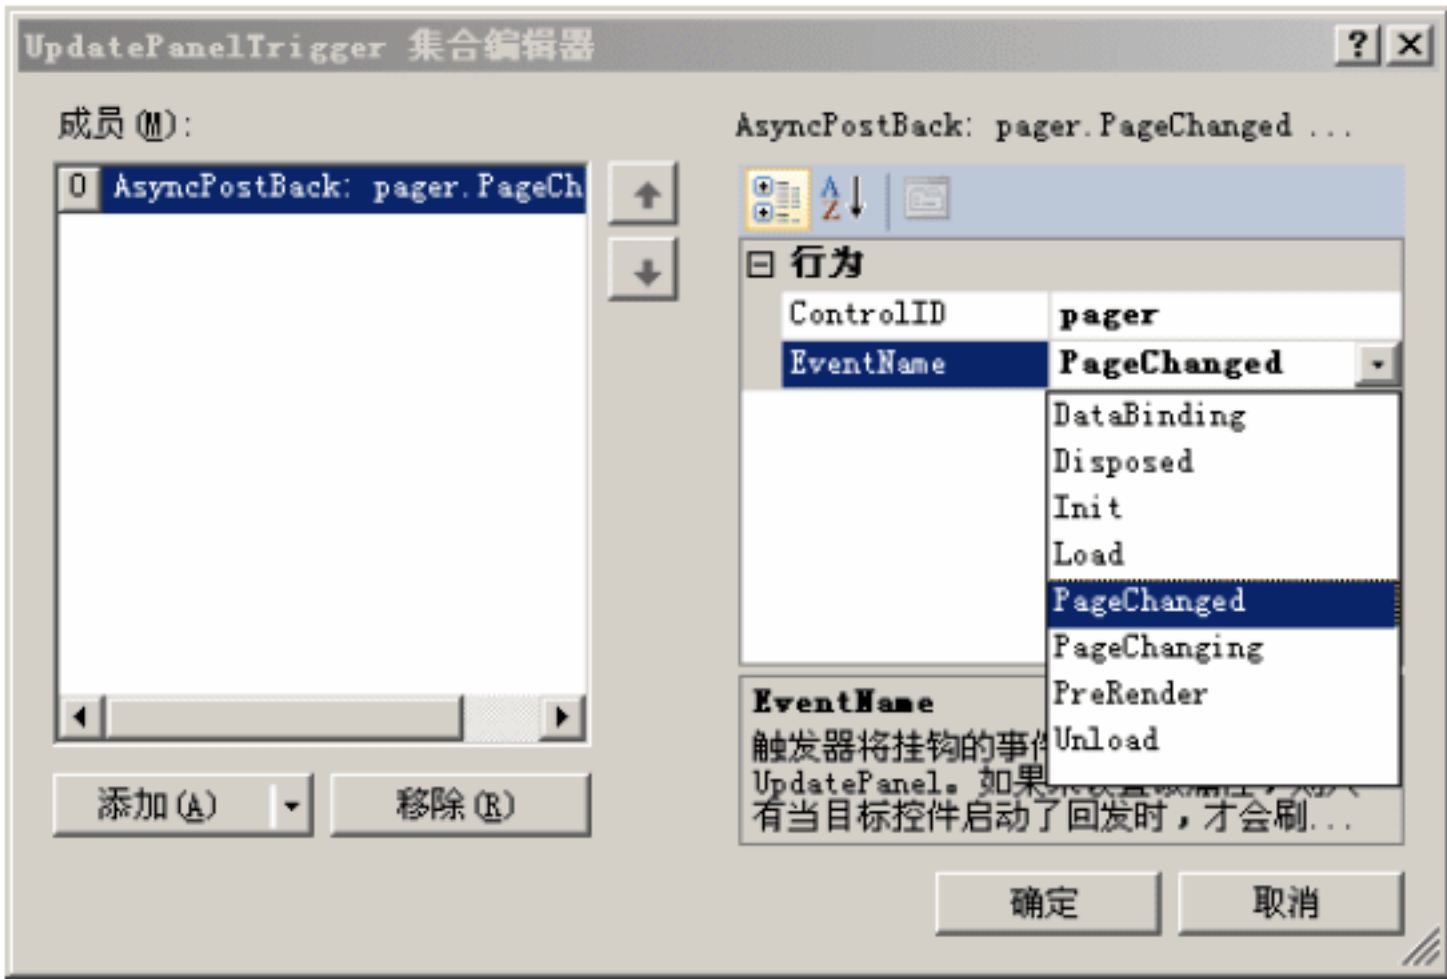 UpdatePanelTrigger 集合编辑器
成员(M):
0 AsyncPostBack: pager.PageCh
添加(A)
移除(R)
AsyncPostBack: pager.PageChanged ...
行为
ControlID pager
EventName PageChanged
DataBinding
Disposed
Init
Load
PageChanged
PageChanging
PreRender
Unload
EventName
触发器将挂钩的事件
UpdatePanel。如果
有当目标控件启动了回发时，才会刷...
确定
取消